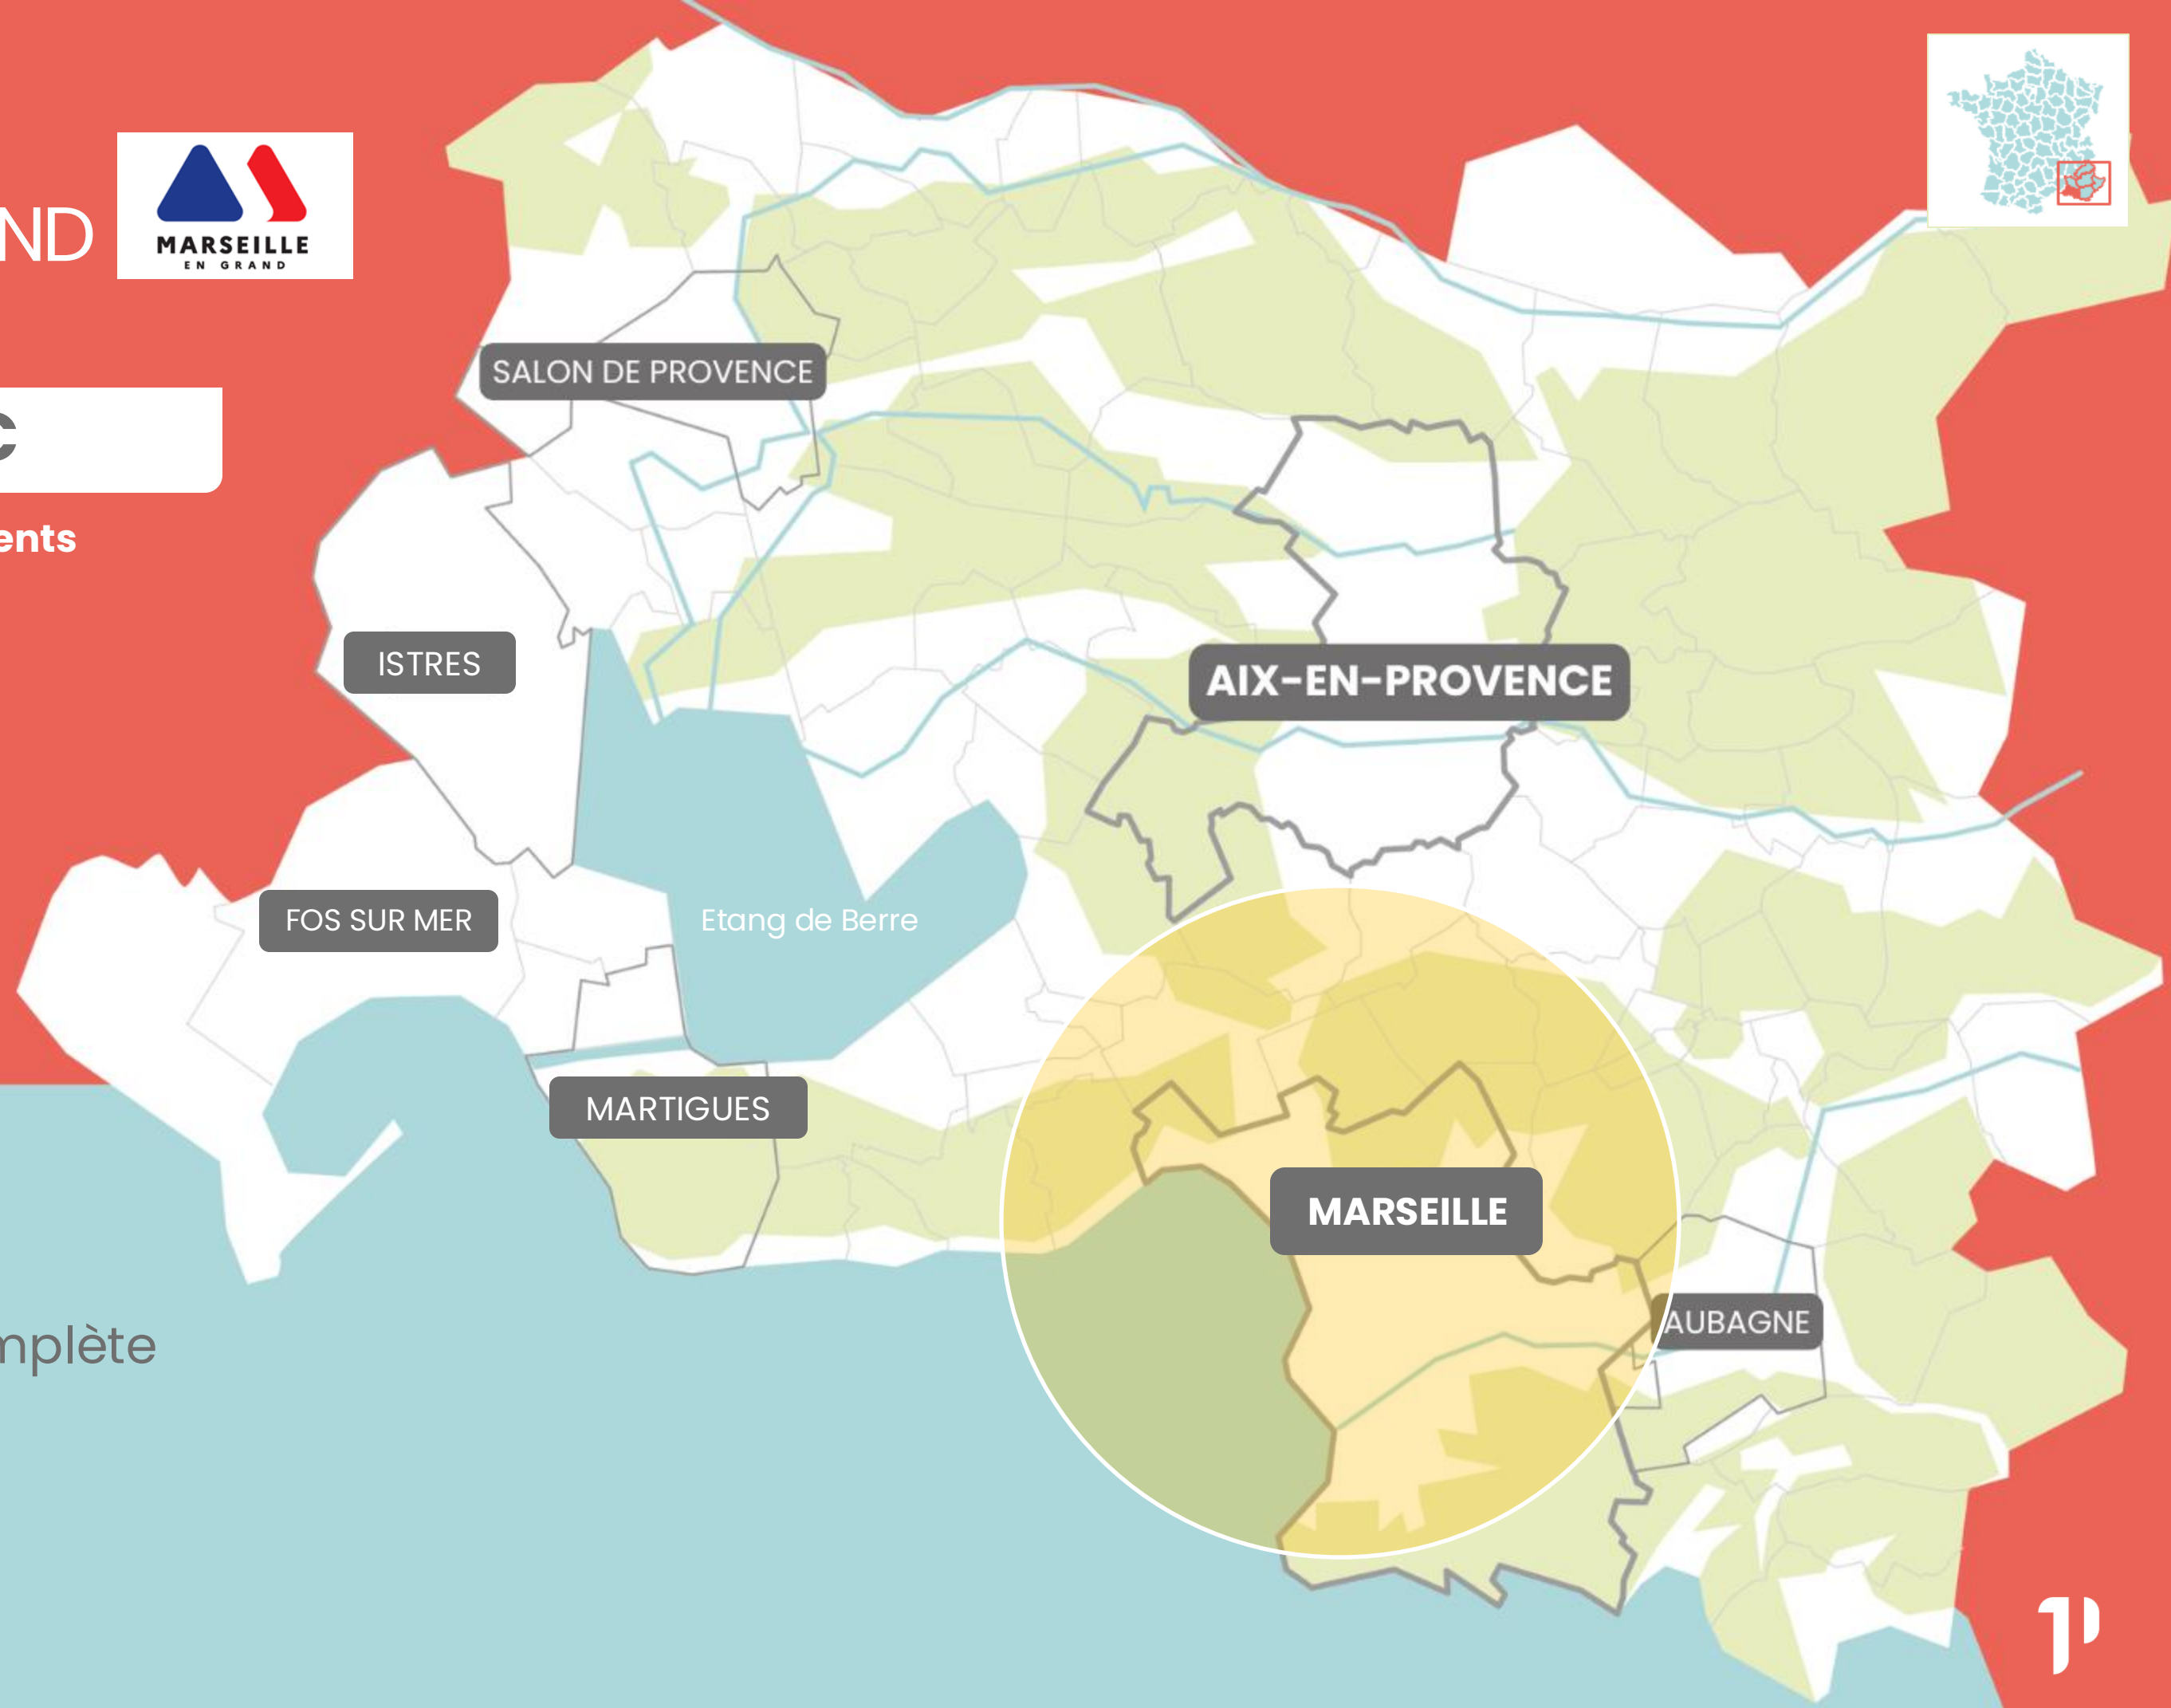 ND
MARSEILLE
EN GRAND
SALON DE PROVENCE
ents
ISTRES
AIX-EN-PROVENCE
FOS SUR MER
Etang de Berre
MARTIGUES
MARSEILLE
AUBAGNE
mplète